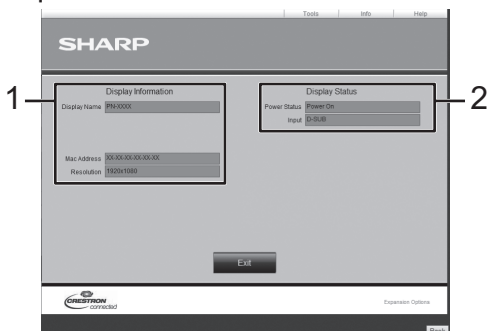 Tools Info Help
SHARP
1 Display Information Display Status 2
Display Name PN-XXXX Power Status Power On
Input D-SUB
Mac Address XX-XX-XX-XX-XX-XX
Resolution 1920x1080
Exit
CRESTRON connected Expansion Options
Back